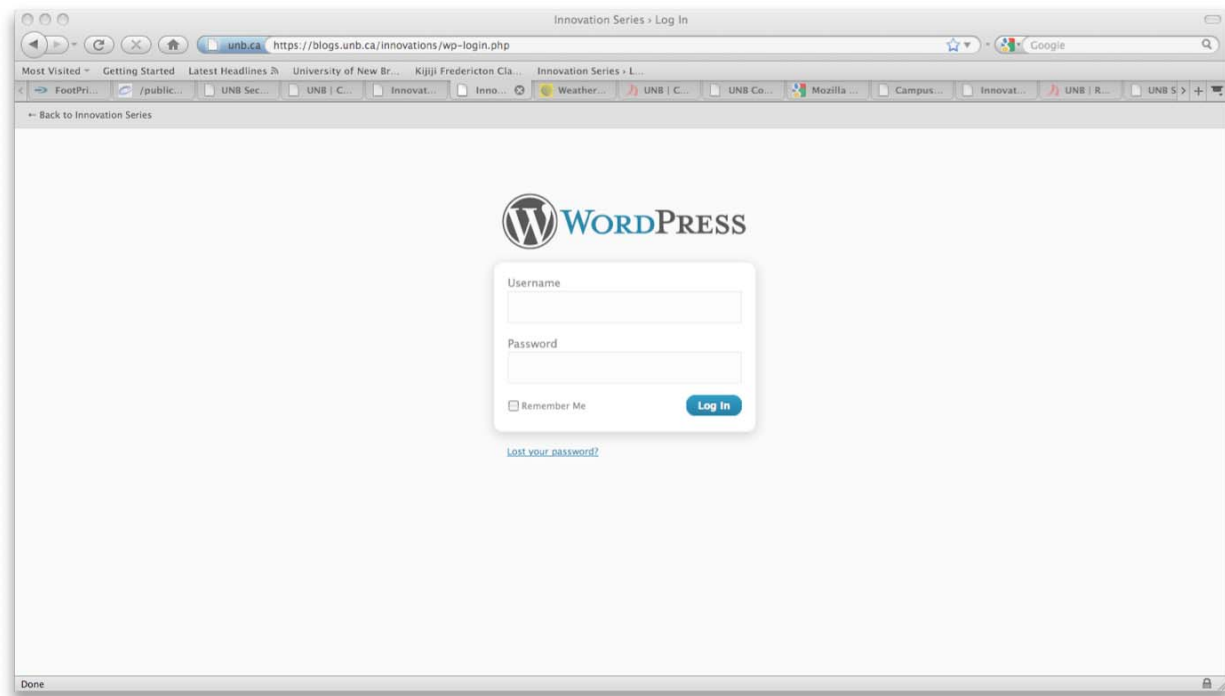 Innovation Series › Log In
unb.ca https://blogs.unb.ca/innovations/wp-login.php Google
Most Visited Getting Started Latest Headlines University of New Br... Kijiji Fredericton Cla... Innovation Series › L...
FootPri... /public... UNB Sec... UNB | C... Innovat... Inno... Weather... UNB | C... UNB Co... Mozilla ... Campus... Innovat... UNB | R... UNB S
← Back to Innovation Series
WORDPRESS
Username
Password
Remember Me Log In
Lost your password?
Done